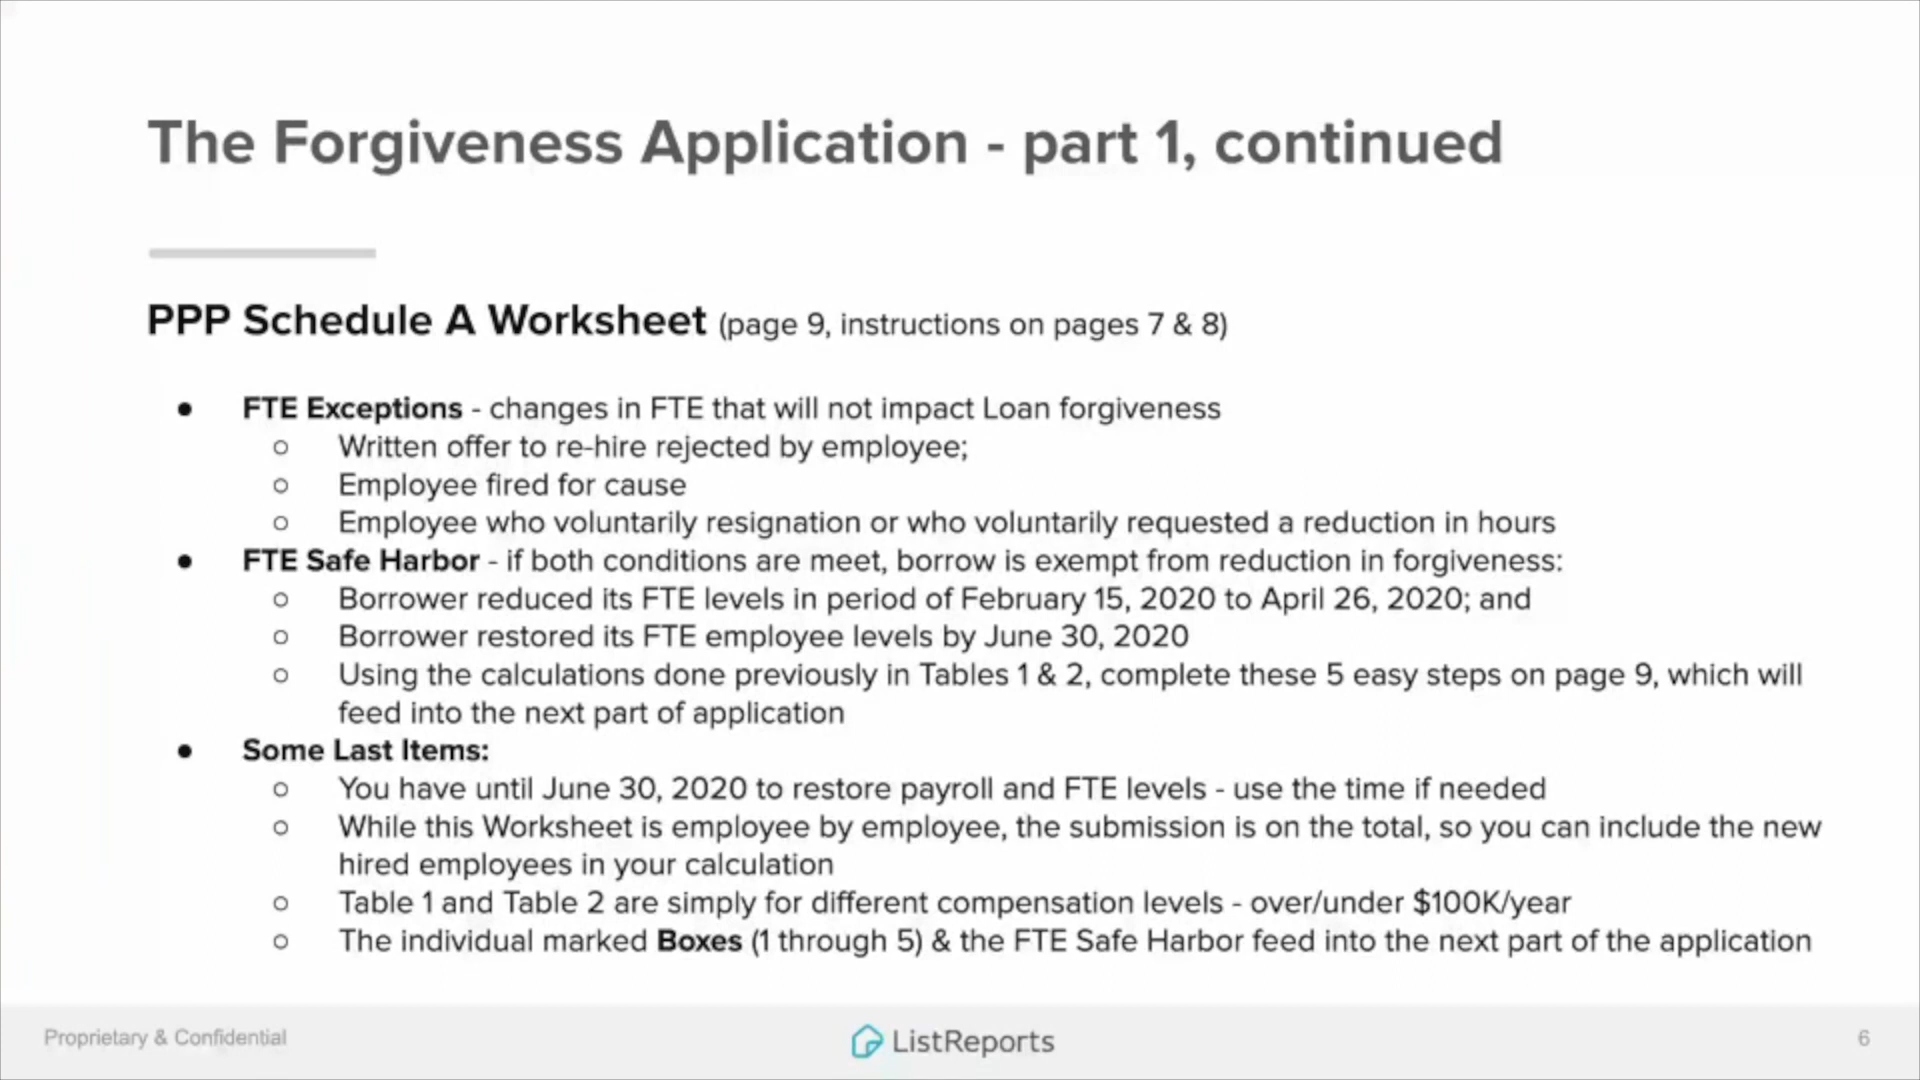 The Forgiveness Application - part 1, continued
PPP Schedule A Worksheet (page 9, instructions on pages 7 & 8)
● FTE Exceptions - changes in FTE that will not impact Loan forgiveness
○ Written offer to re-hire rejected by employee;
○ Employee fired for cause
○ Employee who voluntarily resignation or who voluntarily requested a reduction in hours
● FTE Safe Harbor - if both conditions are meet, borrow is exempt from reduction in forgiveness:
○ Borrower reduced its FTE levels in period of February 15, 2020 to April 26, 2020; and
○ Borrower restored its FTE employee levels by June 30, 2020
○ Using the calculations done previously in Tables 1 & 2, complete these 5 easy steps on page 9, which will
feed into the next part of application
● Some Last Items:
○ You have until June 30, 2020 to restore payroll and FTE levels - use the time if needed
○ While this Worksheet is employee by employee, the submission is on the total, so you can include the new
hired employees in your calculation
○ Table 1 and Table 2 are simply for different compensation levels - over/under $100K/year
○ The individual marked Boxes (1 through 5) & the FTE Safe Harbor feed into the next part of the application
Proprietary & Confidential
ListReports
6